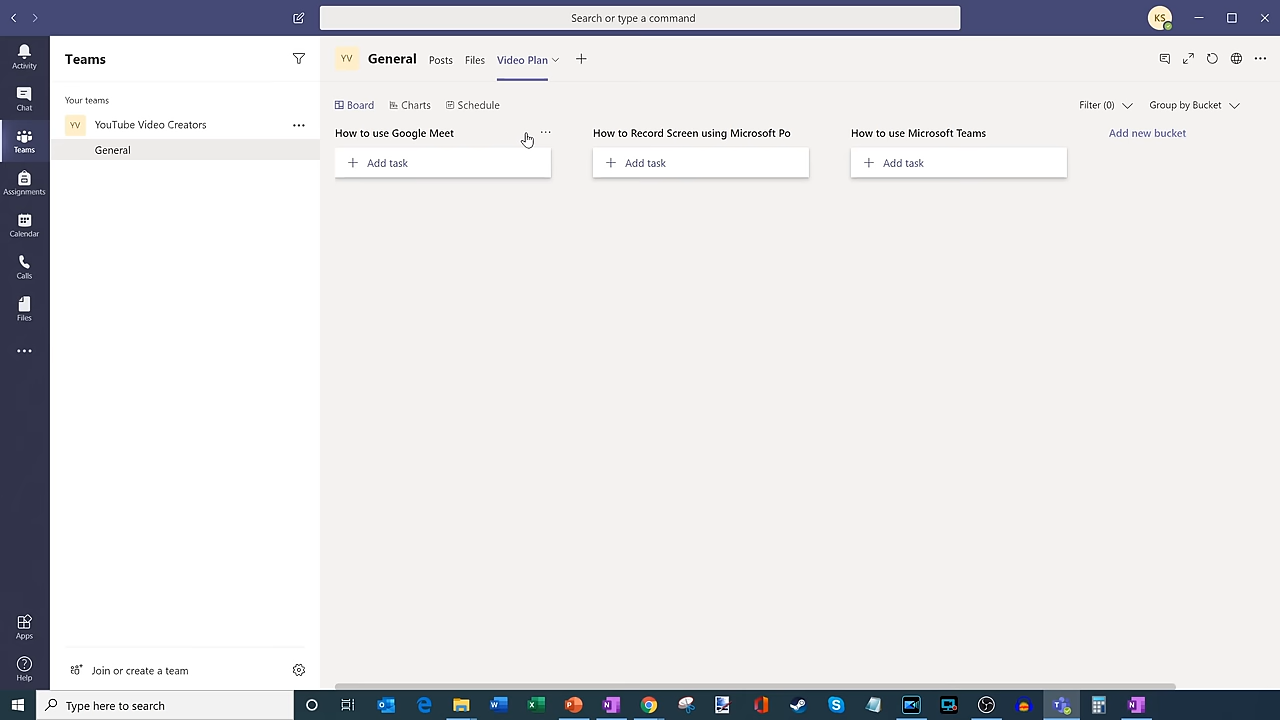 Search or type a command
KS
Activity
Chat
Teams
Assignments
Calendar
Calls
Files
Apps
Help
Teams
Your teams
YV
YouTube Video Creators
General
Join or create a team
YV
General
Posts
Files
Video Plan
Board
Charts
Schedule
Filter (0)
Group by Bucket
How to use Google Meet
How to Record Screen using Microsoft Po
How to use Microsoft Teams
Add new bucket
Add task
Add task
Add task
Type here to search